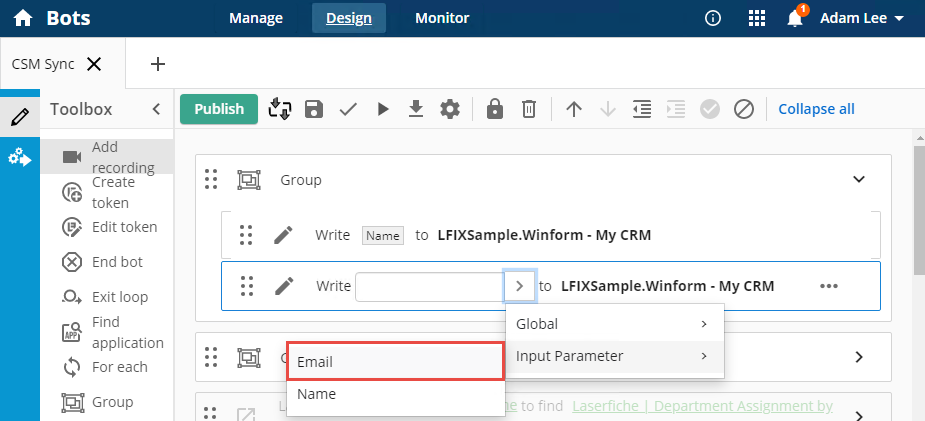 Bots
Manage
Design
Monitor
1
Adam Lee
CSM Sync
Toolbox
Publish
Collapse all
Add
recording
Create
token
Edit token
End bot
Exit loop
Find
application
For each
Group
Group
Write Name to LFIXSample.Winform - My CRM
Write to LFIXSample.Winform - My CRM
Global
Input Parameter
Email
Name
to find Laserfiche | Department Assignment by